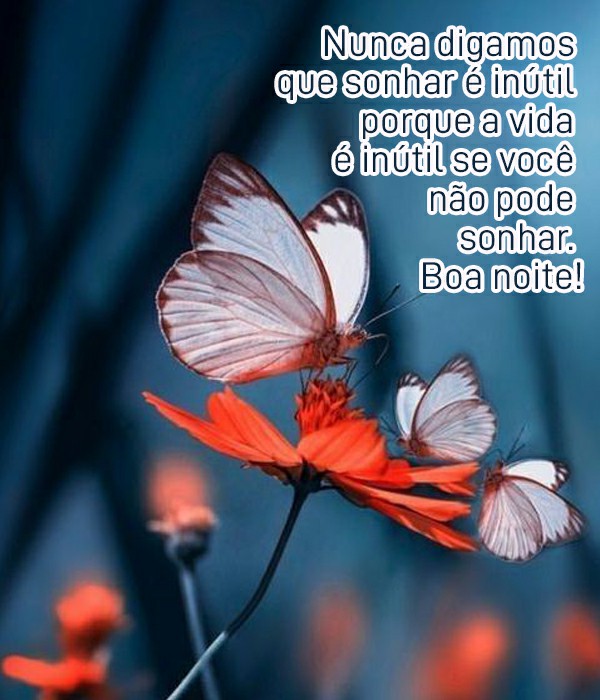 Nunca digamos
que sonhar é inútil
porque a vida
é inútil se você
não pode
sonhar.
Boa noite!